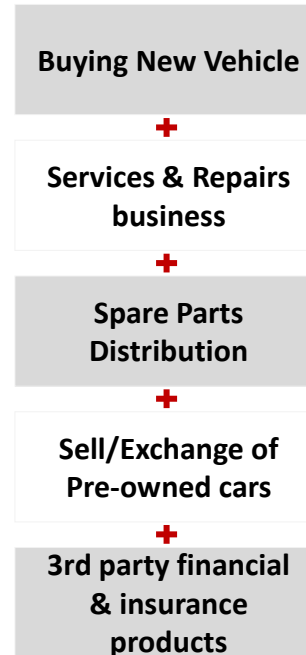 Buying New Vehicle
+
Services & Repairs
business
+
Spare Parts
Distribution
+
Sell/Exchange of
Pre-owned cars
+
3rd party financial
& insurance
products